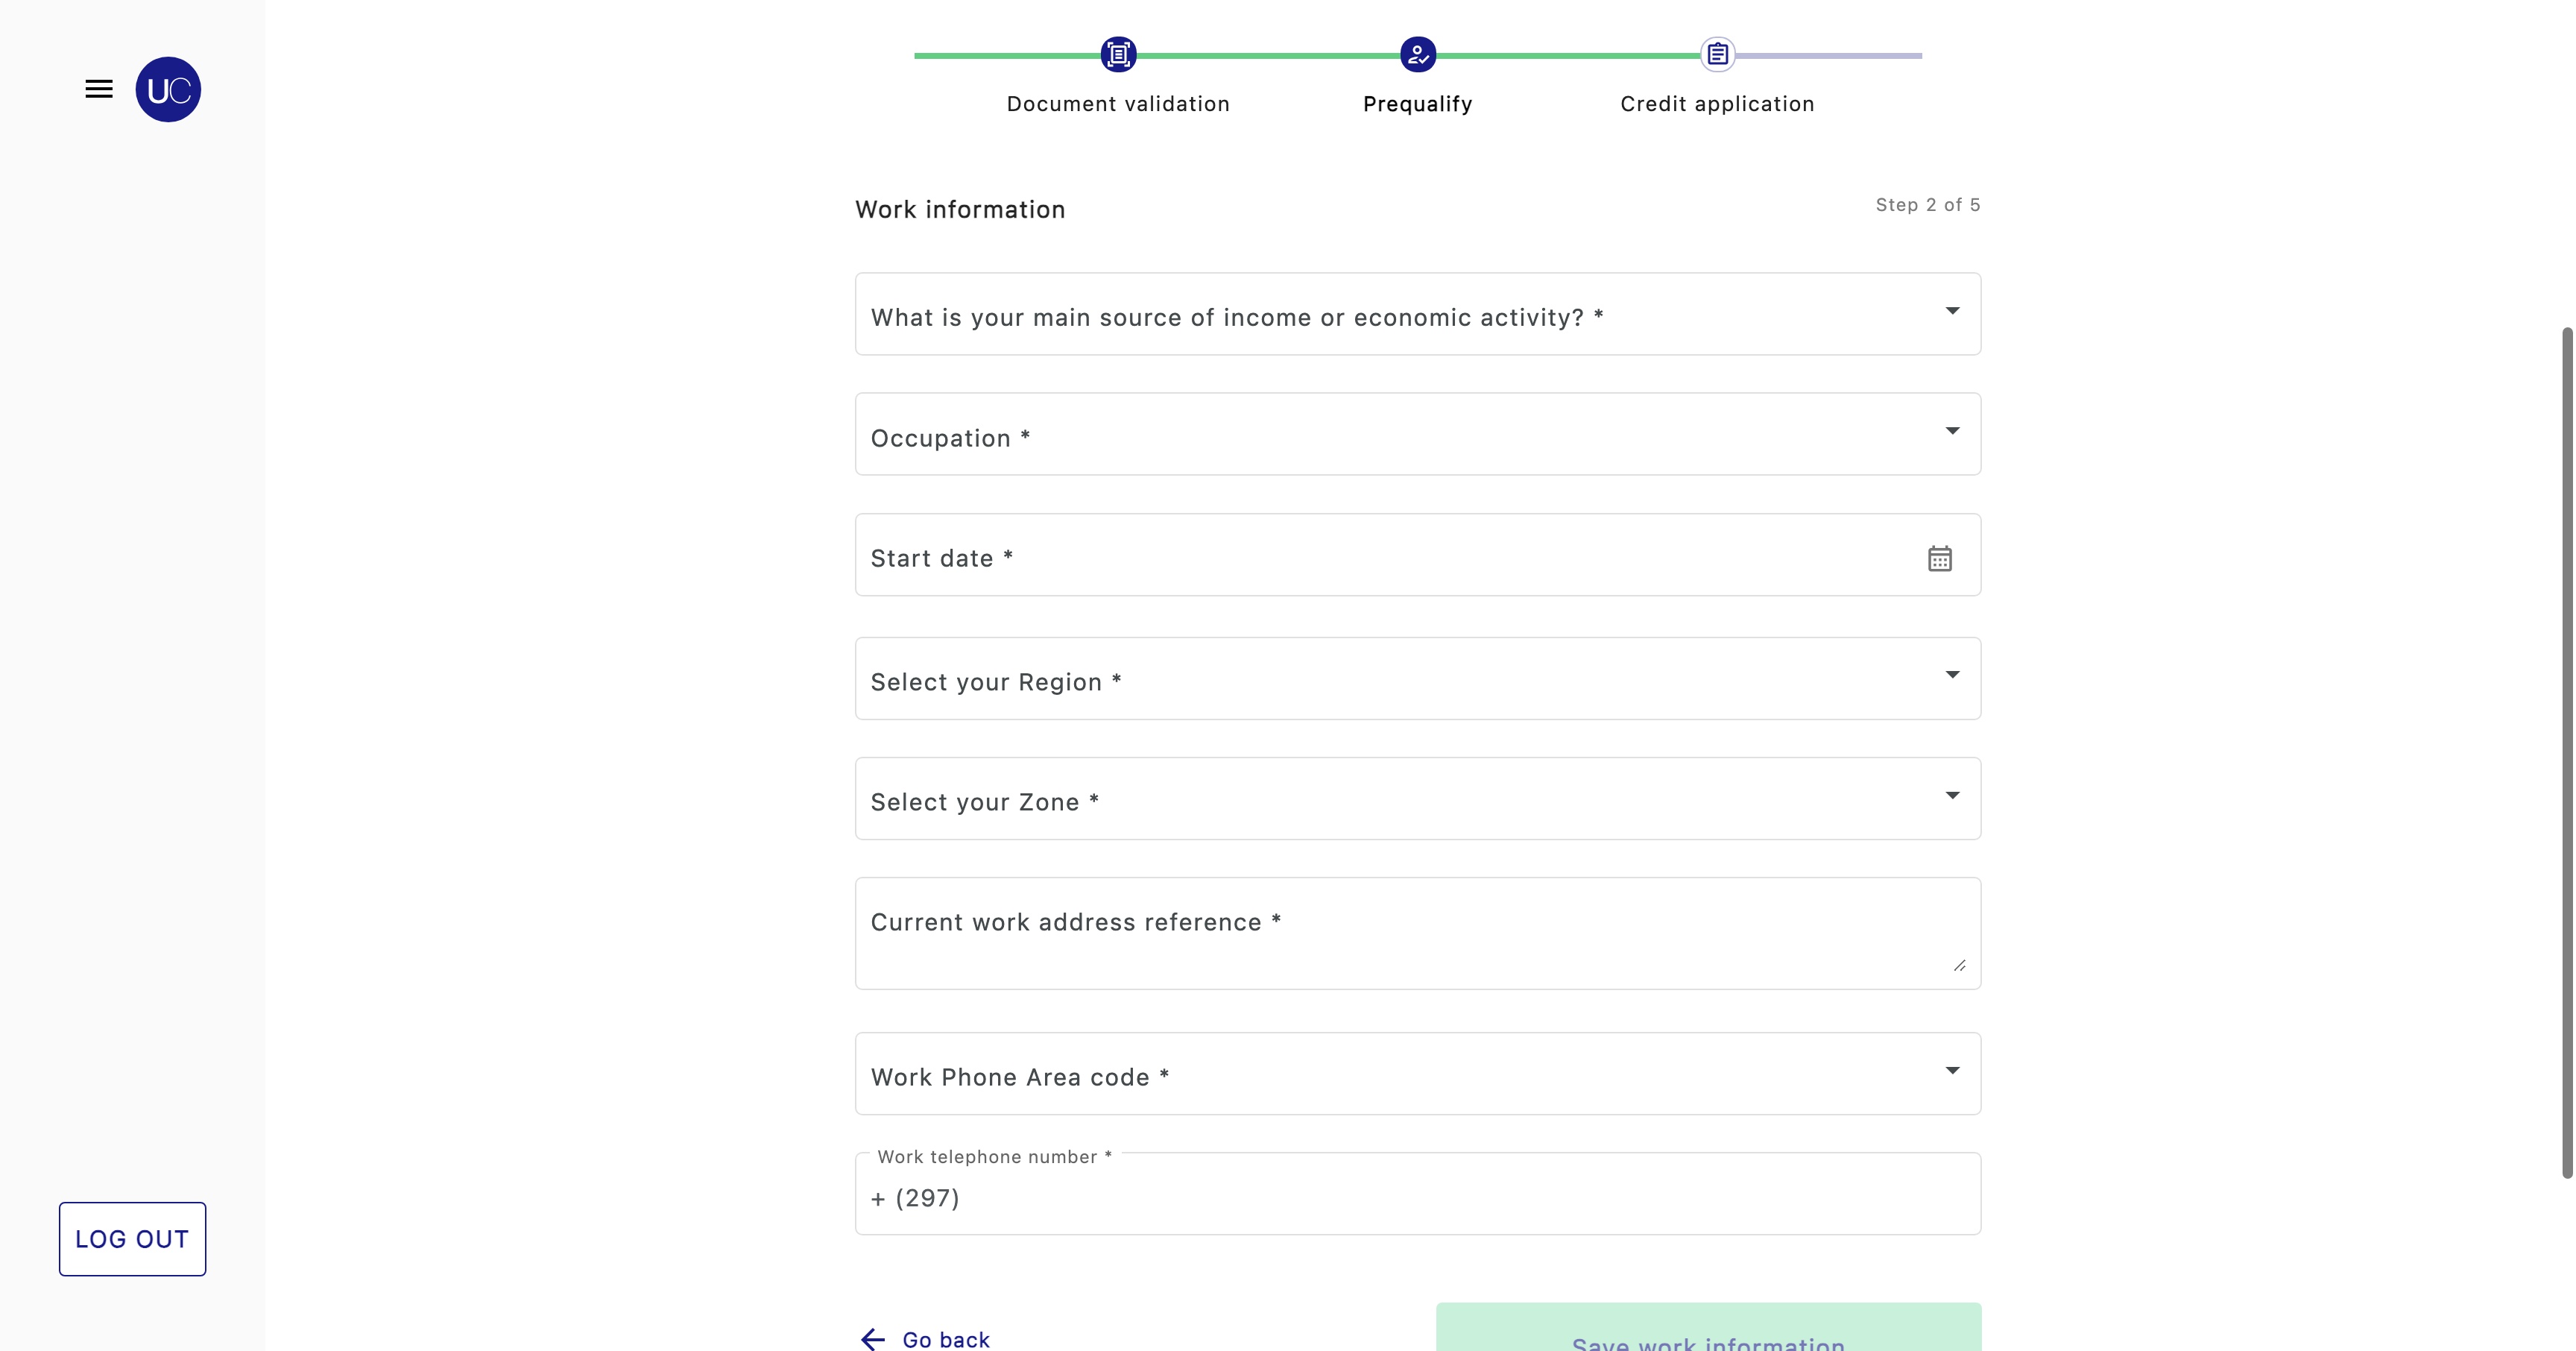 UC
Document validation
Prequalify
Credit application
Work information
Step 2 of 5
What is your main source of income or economic activity? *
Occupation *
Start date *
Select your Region *
Select your Zone *
Current work address reference *
Work Phone Area code *
Work telephone number *
+ (297)
LOG OUT
Go back
Save work information